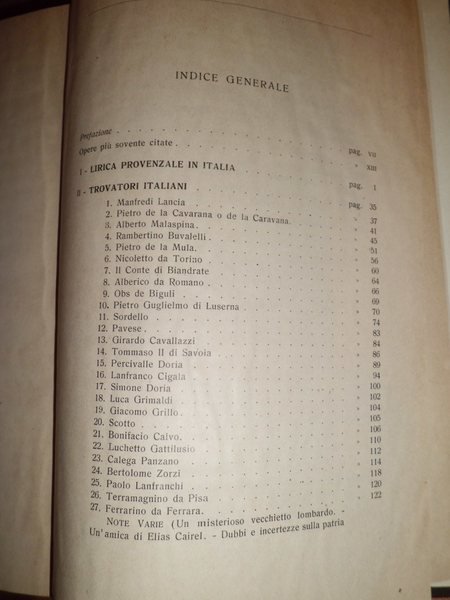 INDICE GENERALE
Prefazione . . . pag. VII
Opere più sovente citate . . . » XIII
I - LIRICA PROVENZALE IN ITALIA . . . pag. 1
II - TROVATORI ITALIANI . . . pag. 35
1. Manfredi Lancia . . . » 37
2. Pietro de la Cavarana o de la Caravana. . . . » 41
3. Alberto Malaspina . . . » 45
4. Rambertino Buvalelli . . . » 51
5. Pietro de la Mula. . . . » 56
6. Nicoletto da Torino . . . » 60
7. Il Conte di Biandrate . . . » 64
8. Alberico da Romano . . . » 66
9. Obs de Biguli . . . » 69
10. Pietro Guglielmo di Luserna . . . » 70
11. Sordello . . . » 74
12. Pavese . . . » 83
13. Girardo Cavallazzi . . . » 84
14. Tommaso II di Savoia . . . » 86
15. Percivalle Doria . . . » 89
16. Lanfranco Cigala . . . » 94
17. Simone Doria . . . » 100
18. Luca Grimaldi . . . » 102
19. Giacomo Grillo . . . » 104
20. Scotto . . . » 105
21. Bonifacio Calvo. . . . » 106
22. Luchetto Gattilusio . . . » 110
23. Calega Panzano . . . » 112
24. Bertolome Zorzi . . . » 114
25. Paolo Lanfranchi . . . » 118
26. Terramagnino da Pisa . . . » 120
27. Ferrarino da Ferrara. . . . » 122
NOTE VARIE (Un misterioso vecchietto lombardo. -
Un'amica di Elias Cairel. - Dubbi e incertezze sulla patria